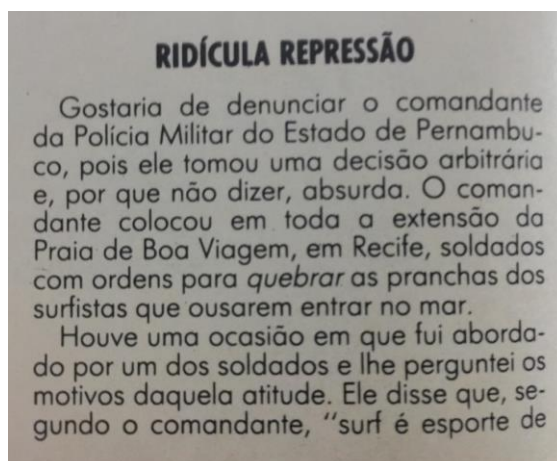 RIDÍCULA REPRESSÃO
Gostaria de denunciar o comandante
da Polícia Militar do Estado de Pernambu-
co, pois ele tomou uma decisão arbitrária
e, por que não dizer, absurda. O coman-
dante colocou em toda a extensão da
Praia de Boa Viagem, em Recife, soldados
com ordens para quebrar as pranchas dos
surfistas que ousarem entrar no mar.
Houve uma ocasião em que fui aborda-
do por um dos soldados e lhe perguntei os
motivos daquela atitude. Ele disse que, se-
gundo o comandante, "surf é esporte de